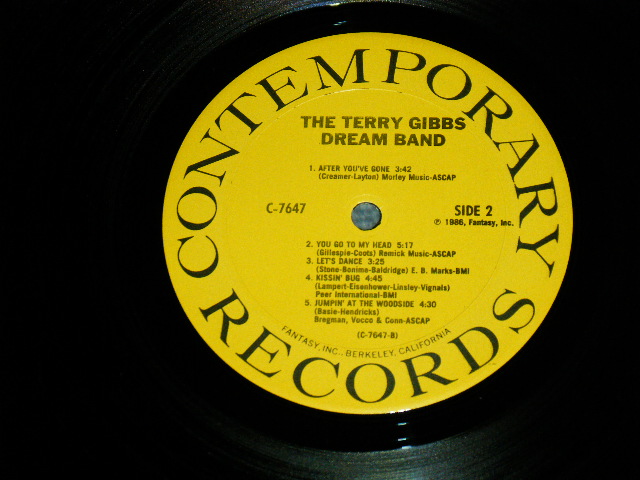 CONTEMPORARY RECORDS
THE TERRY GIBBS
DREAM BAND
1. AFTER YOU'VE GONE 3:42
(Creamer-Layton) Morley Music-ASCAP
C-7647
SIDE 2
℗ 1986, Fantasy, Inc.
2. YOU GO TO MY HEAD 5:17
(Gillespie-Coots) Remick Music-ASCAP
3. LET'S DANCE 3:25
(Stone-Bonime-Baldridge) E. B. Marks-BMI
4. KISSIN' BUG 4:45
(Lampert-Eisenhower-Linsley-Vignals)
Peer International-BMI
5. JUMPIN' AT THE WOODSIDE 4:30
(Basie-Hendricks)
Bregman, Vocco & Conn-ASCAP
(C-7647-B)
FANTASY, INC., BERKELEY, CALIFORNIA